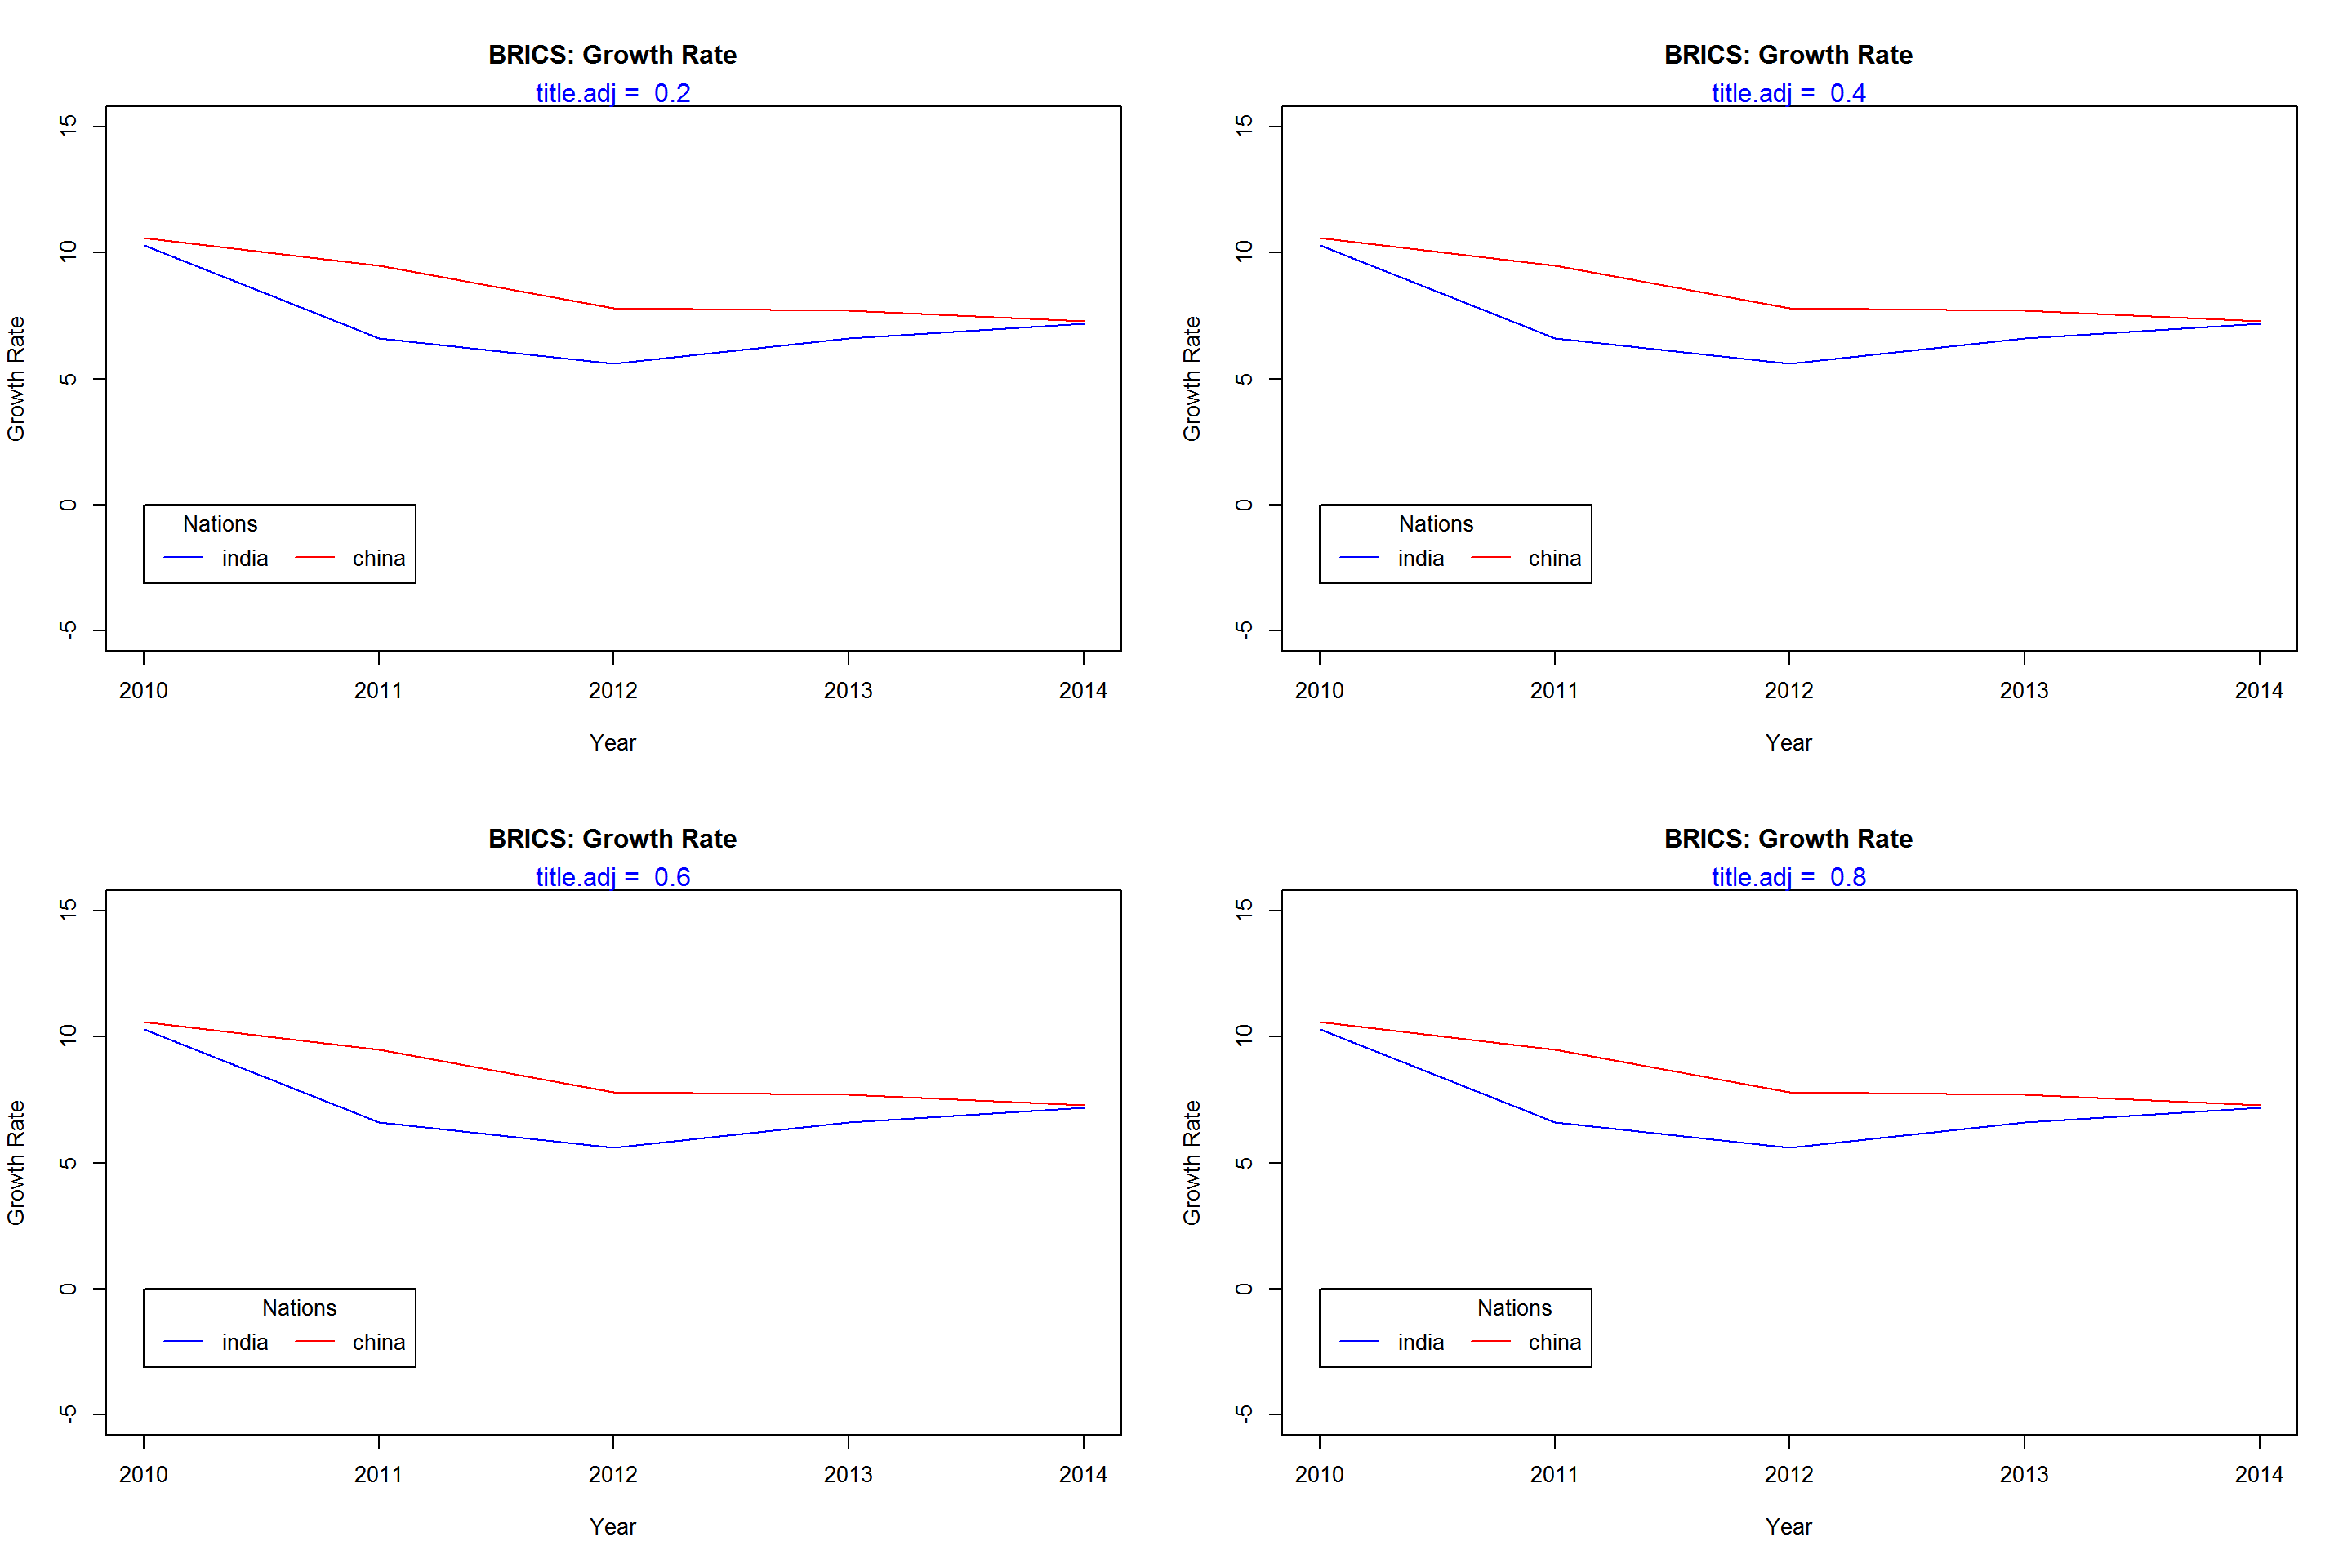 BRICS: Growth Rate
title.adj =  0.2
15
10
5
0
-5
Growth Rate
Nations
india china
2010 2011 2012 2013 2014
Year
BRICS: Growth Rate
title.adj =  0.4
15
10
5
0
-5
Growth Rate
Nations
india china
2010 2011 2012 2013 2014
Year
BRICS: Growth Rate
title.adj =  0.6
15
10
5
0
-5
Growth Rate
Nations
india china
2010 2011 2012 2013 2014
Year
BRICS: Growth Rate
title.adj =  0.8
15
10
5
0
-5
Growth Rate
Nations
india china
2010 2011 2012 2013 2014
Year